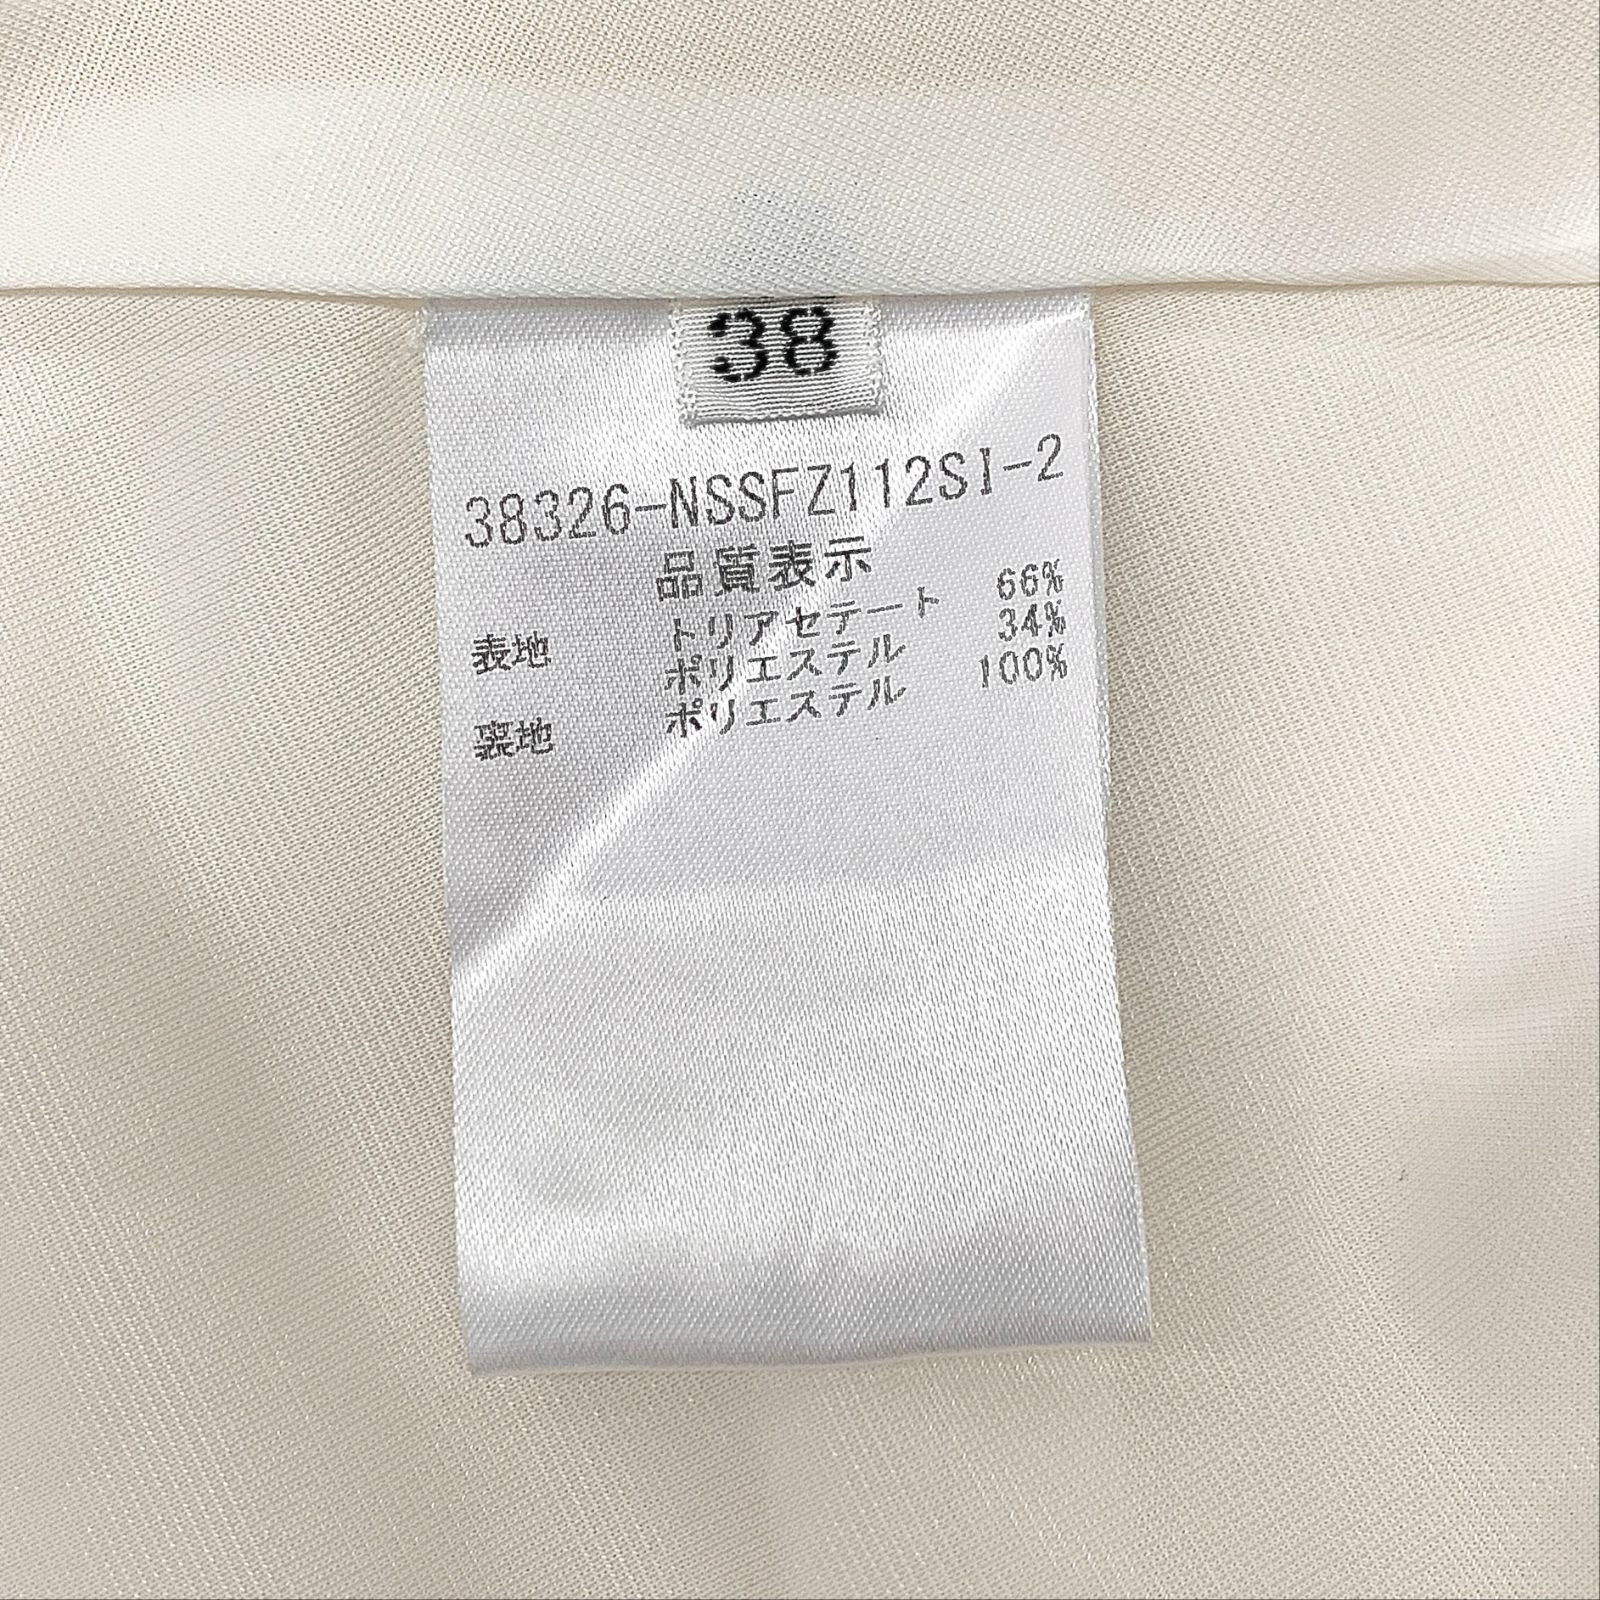 38
38326-NSSFZ112SI-2
品質表示
表地 トリアセテート 66%
ポリエステル 34%
裏地 ポリエステル 100%